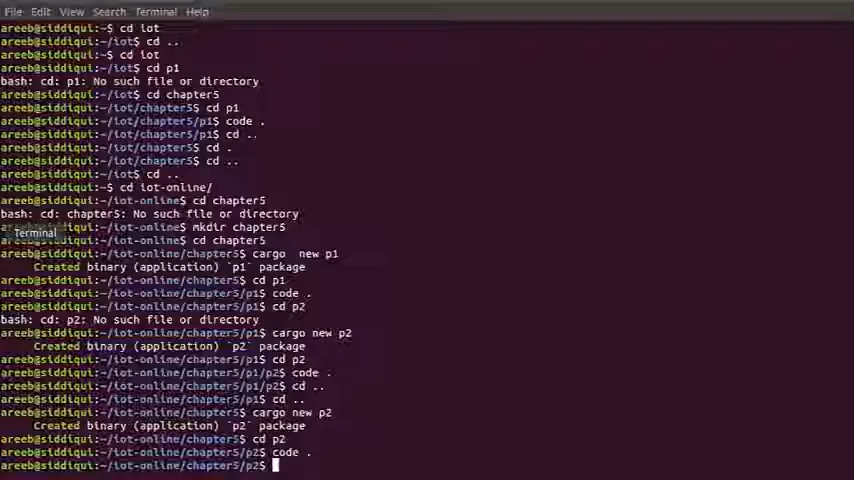 File Edit View Search Terminal Help
areeb@siddiqui:~$ cd iot
areeb@siddiqui:~/iot$ cd ..
areeb@siddiqui:~$ cd iot
areeb@siddiqui:~/iot$ cd p1
bash: cd: p1: No such file or directory
areeb@siddiqui:~/iot$ cd chapter5
areeb@siddiqui:~/iot/chapter5$ cd p1
areeb@siddiqui:~/iot/chapter5/p1$ code .
areeb@siddiqui:~/iot/chapter5/p1$ cd ..
areeb@siddiqui:~/iot/chapter5$ cd .
areeb@siddiqui:~/iot/chapter5$ cd ..
areeb@siddiqui:~/iot$ cd ..
areeb@siddiqui:~$ cd iot-online/
areeb@siddiqui:~/iot-online$ cd chapter5
bash: cd: chapter5: No such file or directory
areeb@siddiqui:~/iot-online$ mkdir chapter5
Terminal
areeb@siddiqui:~/iot-online$ cd chapter5
areeb@siddiqui:~/iot-online/chapter5$ cargo  new p1
     Created binary (application) `p1` package
areeb@siddiqui:~/iot-online/chapter5$ cd p1
areeb@siddiqui:~/iot-online/chapter5/p1$ code .
areeb@siddiqui:~/iot-online/chapter5/p1$ cd p2
bash: cd: p2: No such file or directory
areeb@siddiqui:~/iot-online/chapter5/p1$ cargo new p2
     Created binary (application) `p2` package
areeb@siddiqui:~/iot-online/chapter5/p1$ cd p2
areeb@siddiqui:~/iot-online/chapter5/p1/p2$ code .
areeb@siddiqui:~/iot-online/chapter5/p1/p2$ cd ..
areeb@siddiqui:~/iot-online/chapter5/p1$ cd ..
areeb@siddiqui:~/iot-online/chapter5$ cargo new p2
     Created binary (application) `p2` package
areeb@siddiqui:~/iot-online/chapter5$ cd p2
areeb@siddiqui:~/iot-online/chapter5/p2$ code .
areeb@siddiqui:~/iot-online/chapter5/p2$